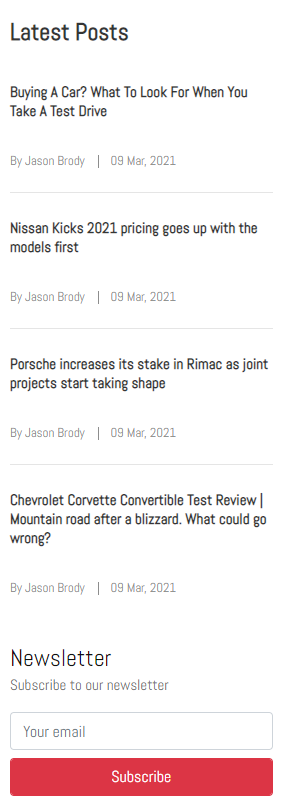 Latest Posts
Buying A Car? What To Look For When You
Take A Test Drive
By Jason Brody | 09 Mar, 2021
Nissan Kicks 2021 pricing goes up with the
models first
By Jason Brody | 09 Mar, 2021
Porsche increases its stake in Rimac as joint
projects start taking shape
By Jason Brody | 09 Mar, 2021
Chevrolet Corvette Convertible Test Review |
Mountain road after a blizzard. What could go
wrong?
By Jason Brody | 09 Mar, 2021
Newsletter
Subscribe to our newsletter
Your email
Subscribe